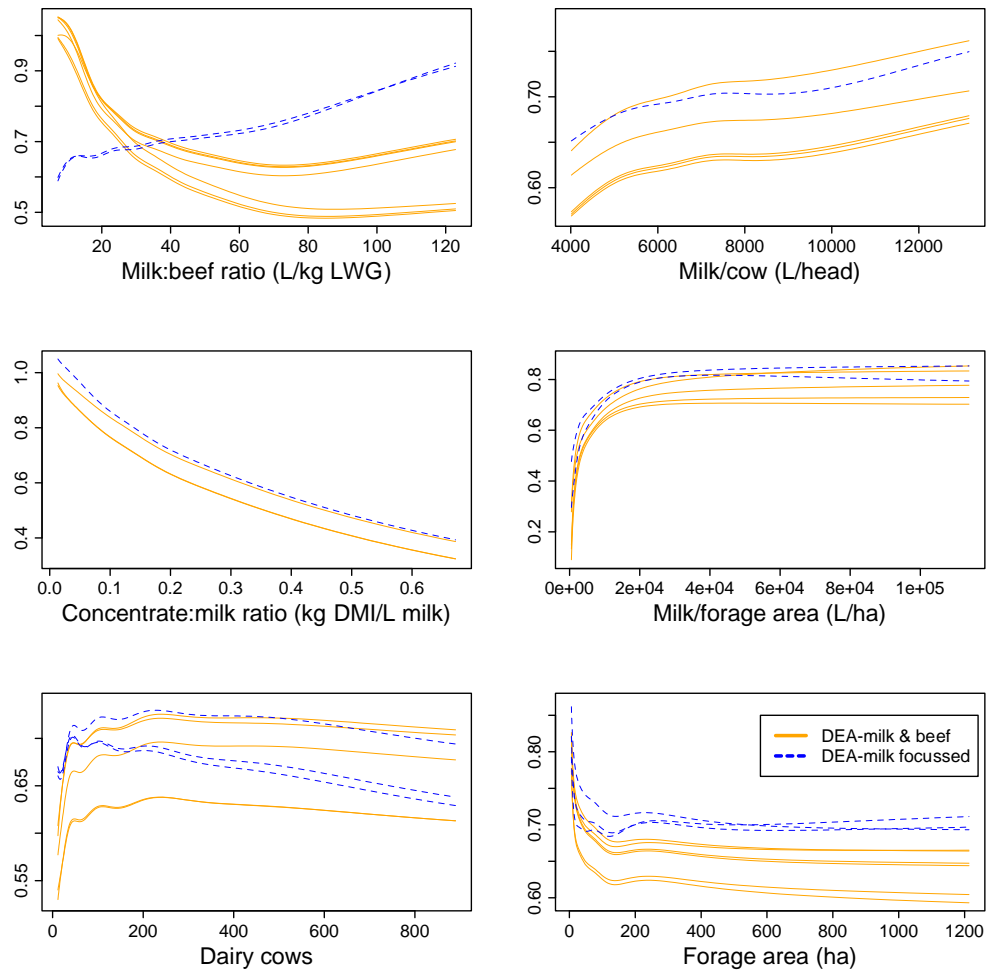 0.5 0.7 0.9
20 40 60 80 100 120
Milk:beef ratio (L/kg LWG)
0.60 0.70
4000 6000 8000 10000 12000
Milk/cow (L/head)
0.4 0.6 0.8 1.0
0.0 0.1 0.2 0.3 0.4 0.5 0.6
Concentrate:milk ratio (kg DMI/L milk)
0.2 0.4 0.6 0.8
0e+00 2e+04 4e+04 6e+04 8e+04 1e+05
Milk/forage area (L/ha)
0.55 0.65
0 200 400 600 800
Dairy cows
DEA-milk & beef
DEA-milk focussed
0.60 0.70 0.80
0 200 400 600 800 1000 1200
Forage area (ha)